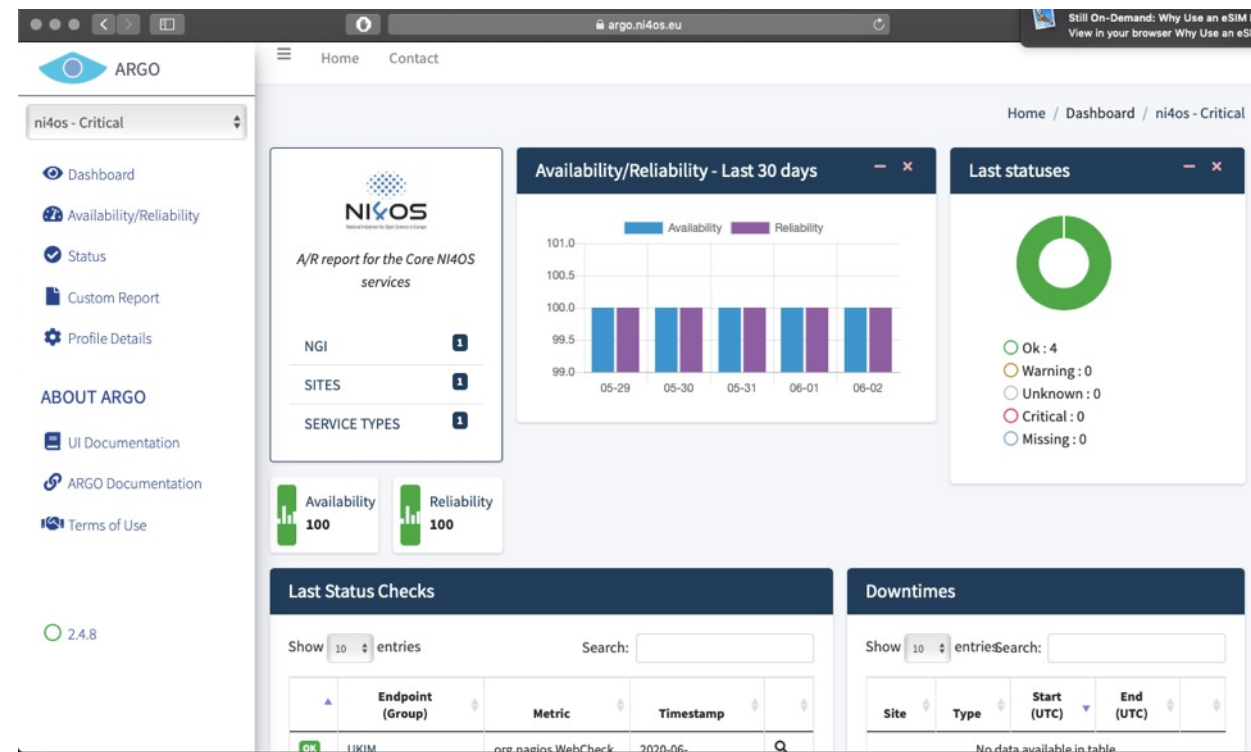 argo.ni4os.eu
Still On-Demand: Why Use an eSIM
View in your browser Why Use an
ARGO
Home Contact
ni4os - Critical
Home / Dashboard / ni4os - Critical
Dashboard
Availability/Reliability
Status
Custom Report
Profile Details
ABOUT ARGO
UI Documentation
ARGO Documentation
Terms of Use
2.4.8
NI4OS
National Initiatives for Open Science in Europe
A/R report for the Core NI4OS
services
NGI 1
SITES 1
SERVICE TYPES 1
Availability/Reliability - Last 30 days
Availability Reliability
101.0
100.5
100.0
99.5
99.0
05-29 05-30 05-31 06-01 06-02
Last statuses
Ok : 4
Warning : 0
Unknown : 0
Critical : 0
Missing : 0
Availability
100
Reliability
100
Last Status Checks
Show 10 entries Search:
Endpoint
(Group) Metric Timestamp
OK UKIM org.nagios.WebCheck 2020-06-
Downtimes
Show 10 entries Search:
Site Type Start
(UTC) End
(UTC)
No data available in table